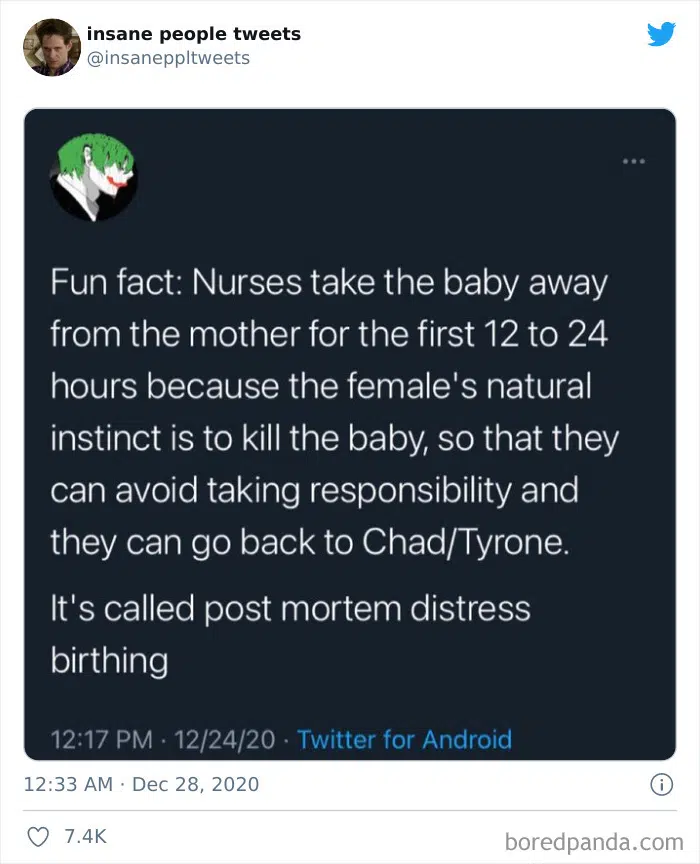 insane people tweets
@insaneppltweets
Fun fact: Nurses take the baby away
from the mother for the first 12 to 24
hours because the female's natural
instinct is to kill the baby, so that they
can avoid taking responsibility and
they can go back to Chad/Tyrone.
It's called post mortem distress
birthing
12:17 PM · 12/24/20 · Twitter for Android
12:33 AM · Dec 28, 2020
7.4K
boredpanda.com